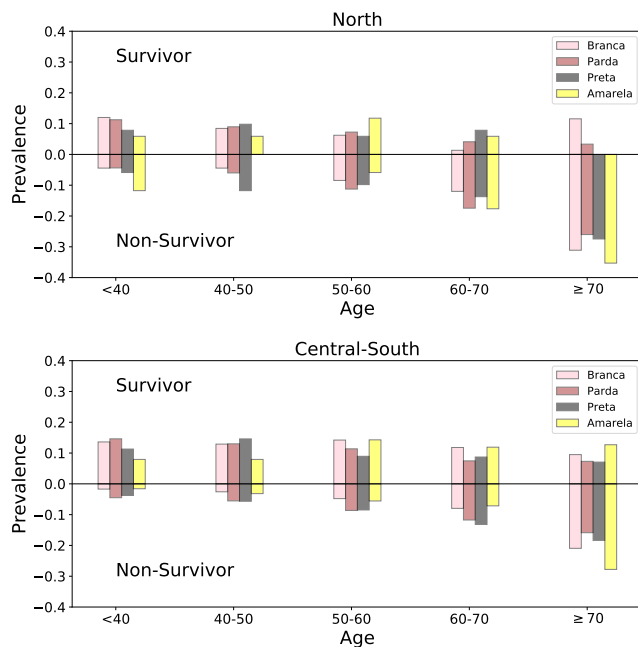 North
0.4
0.3
0.2
0.1
0.0
−0.1
−0.2
−0.3
−0.4
Prevalence
Survivor
Non-Survivor
Branca
Parda
Preta
Amarela
<40
40-50
50-60
60-70
≥ 70
Age
Central-South
0.4
0.3
0.2
0.1
0.0
−0.1
−0.2
−0.3
−0.4
Prevalence
Survivor
Non-Survivor
Branca
Parda
Preta
Amarela
<40
40-50
50-60
60-70
≥ 70
Age